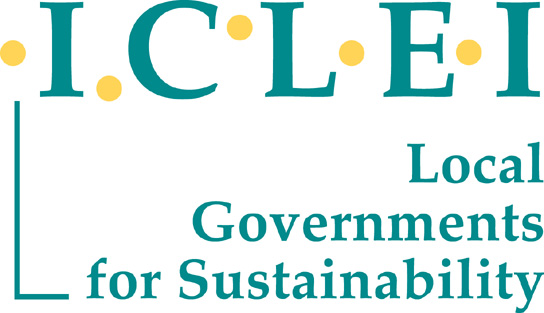 ICLEI
Local
Governments
for Sustainability